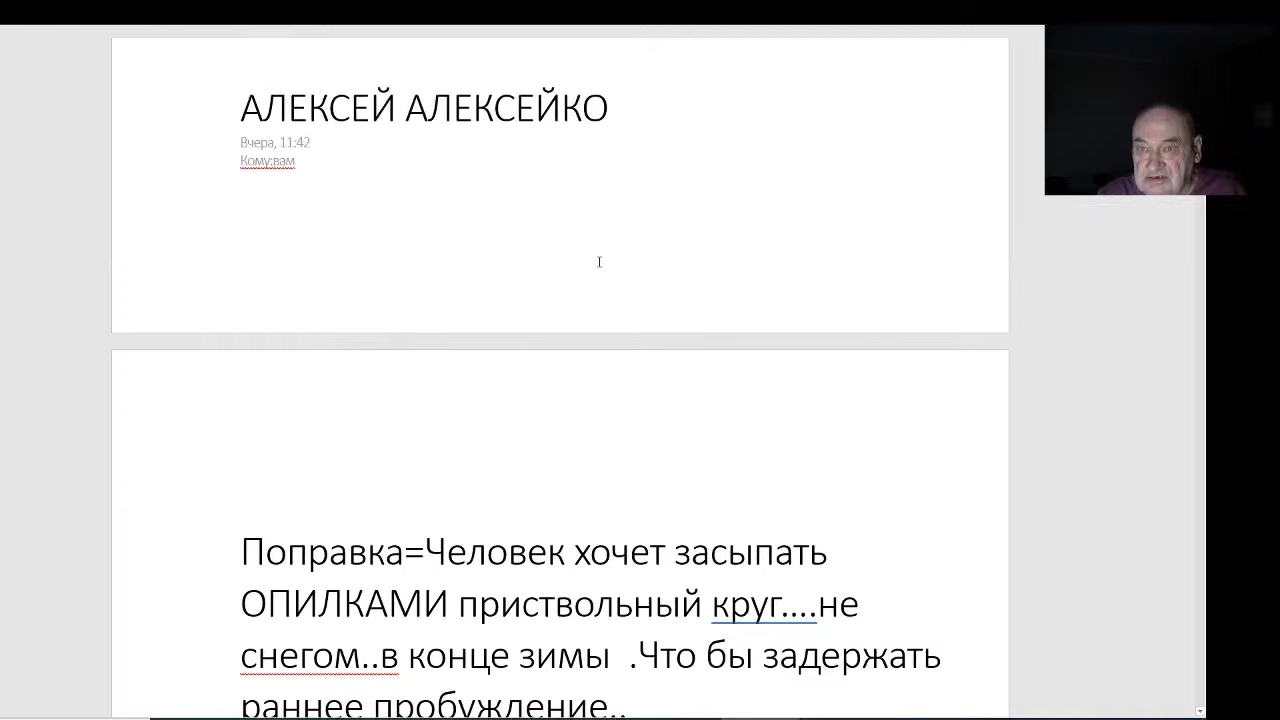 АЛЕКСЕЙ АЛЕКСЕЙКО
Вчера, 11:42
Кому:вам
Поправка=Человек хочет засыпать
ОПИЛКАМИ приствольный круг....не
снегом..в конце зимы .Что бы задержать
раннее пробуждение..